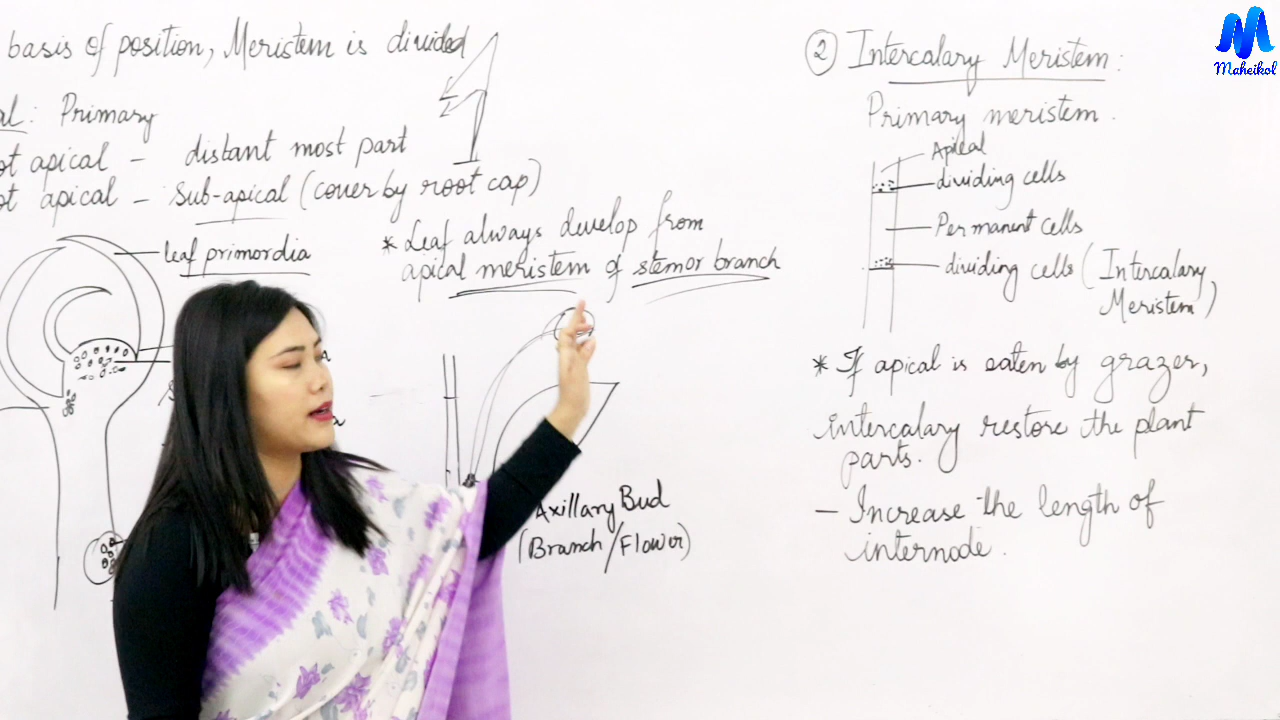 basis of position, Meristem is divided
al: Primary
ot apical - distant most part
ot apical - Sub-apical (cover by root cap)
leaf primordia
* Leaf always develop from
apical meristem of stem or branch
Axillary Bud
(Branch/Flower)
② Intercalary Meristem:
Primary meristem.
Apical
dividing cells
Permanent cells
dividing cells (Intercalary
Meristem)
* If apical is eaten by grazer,
intercalary restore the plant
parts.
- Increase the length of
internode.
Maheikol